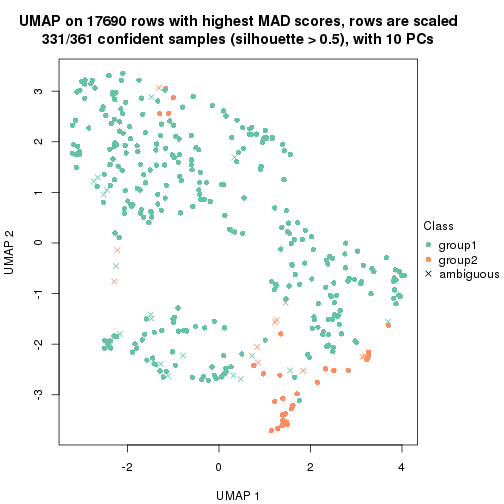 UMAP on 17690 rows with highest MAD scores, rows are scaled
331/361 confident samples (silhouette > 0.5), with 10 PCs
3
2
1
0
-1
-2
-3
UMAP 2
-2
0
2
4
UMAP 1
Class
group1
group2
ambiguous